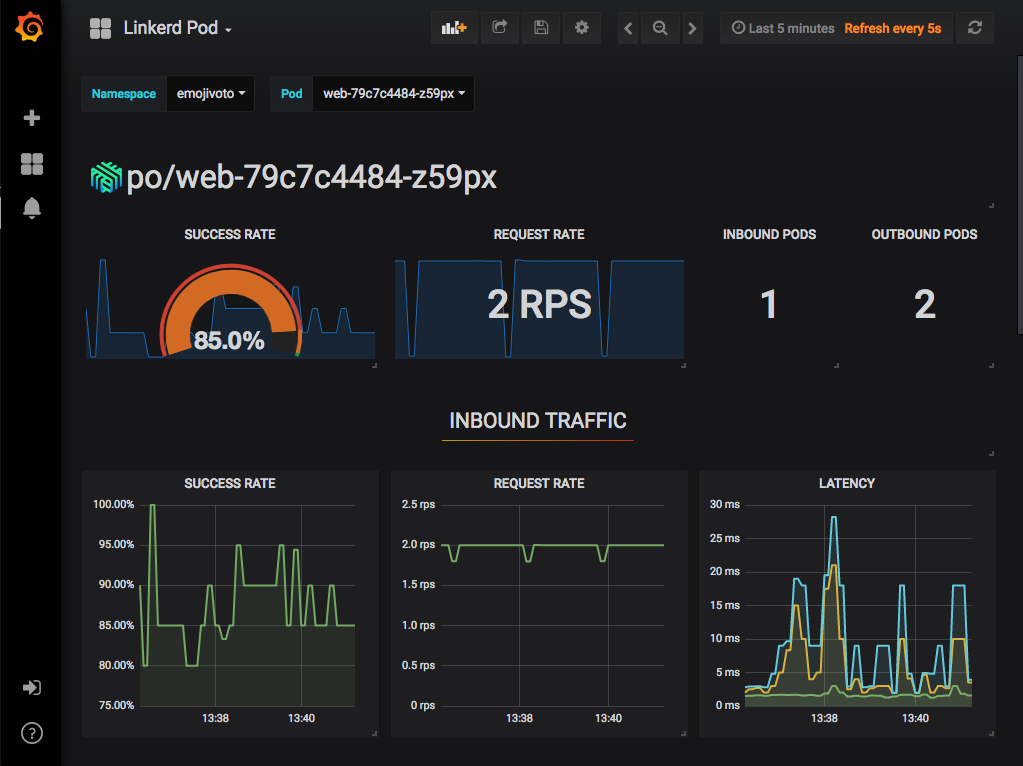 Linkerd Pod
Last 5 minutes Refresh every 5s
Namespace emojivoto Pod web-79c7c4484-z59px
po/web-79c7c4484-z59px
SUCCESS RATE
85.0%
REQUEST RATE
2 RPS
INBOUND PODS
1
OUTBOUND PODS
2
INBOUND TRAFFIC
SUCCESS RATE
100.00%
95.00%
90.00%
85.00%
80.00%
75.00%
13:38 13:40
REQUEST RATE
2.5 rps
2.0 rps
1.5 rps
1.0 rps
0.5 rps
0 rps
13:38 13:40
LATENCY
30 ms
25 ms
20 ms
15 ms
10 ms
5 ms
0 ms
13:38 13:40